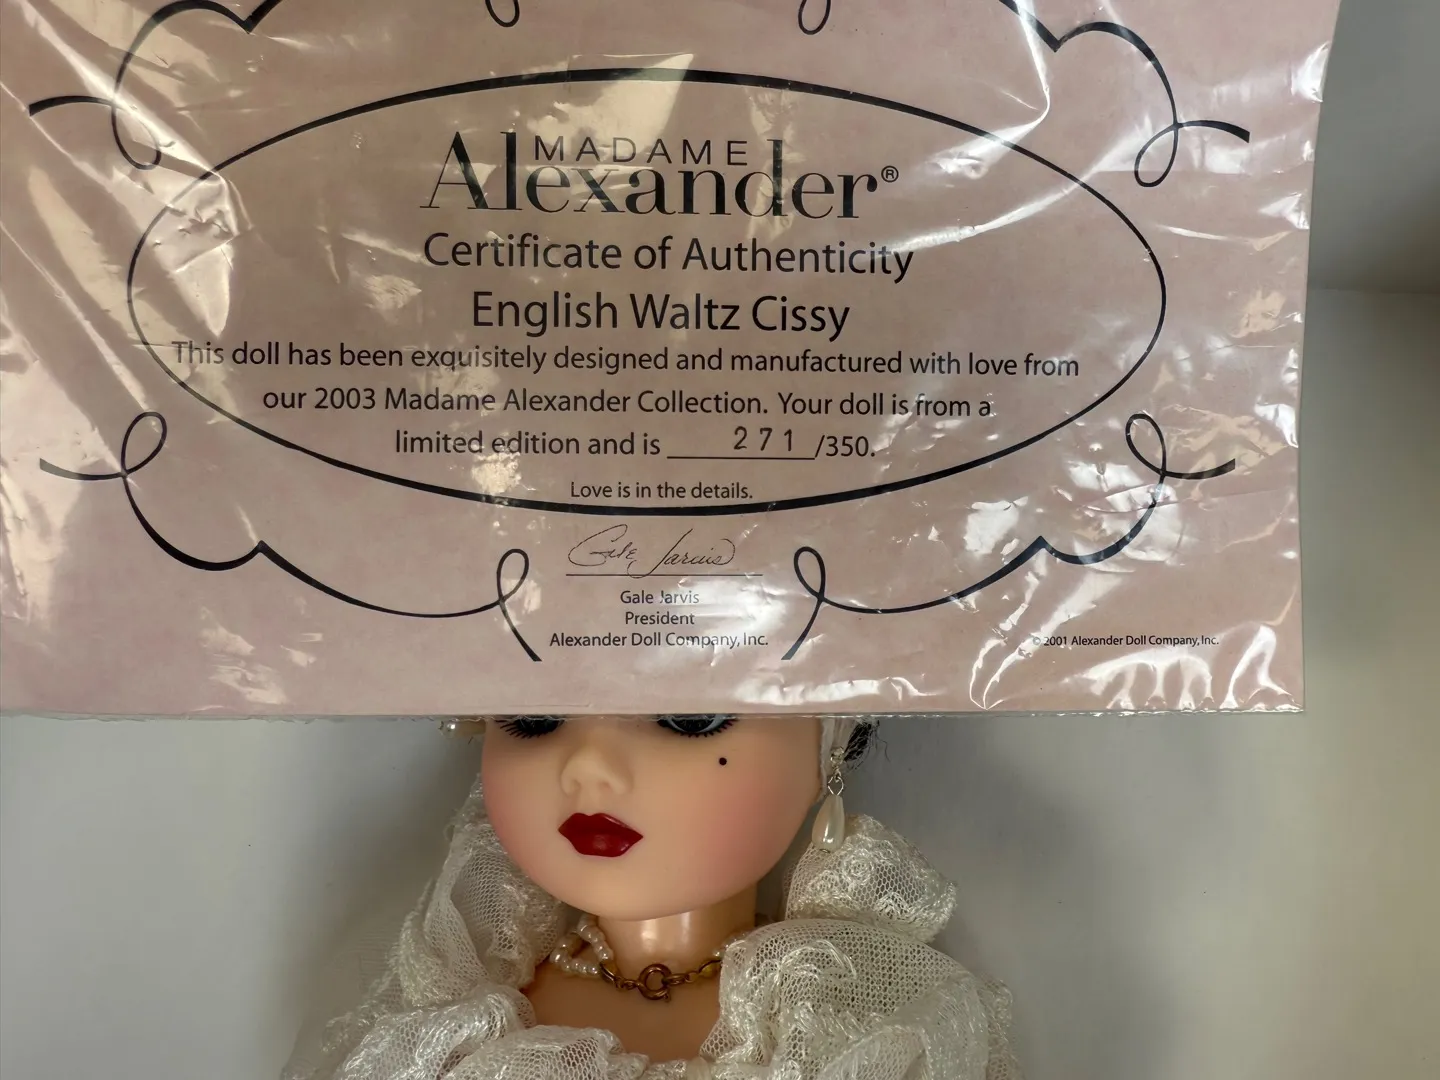 MADAME
Alexander®
Certificate of Authenticity
English Waltz Cissy
This doll has been exquisitely designed and manufactured with love from
our 2003 Madame Alexander Collection. Your doll is from a
limited edition and is 271/350.
Love is in the details.
Gale Jarvis
Gale Jarvis
President
Alexander Doll Company, Inc.
© 2001 Alexander Doll Company, Inc.